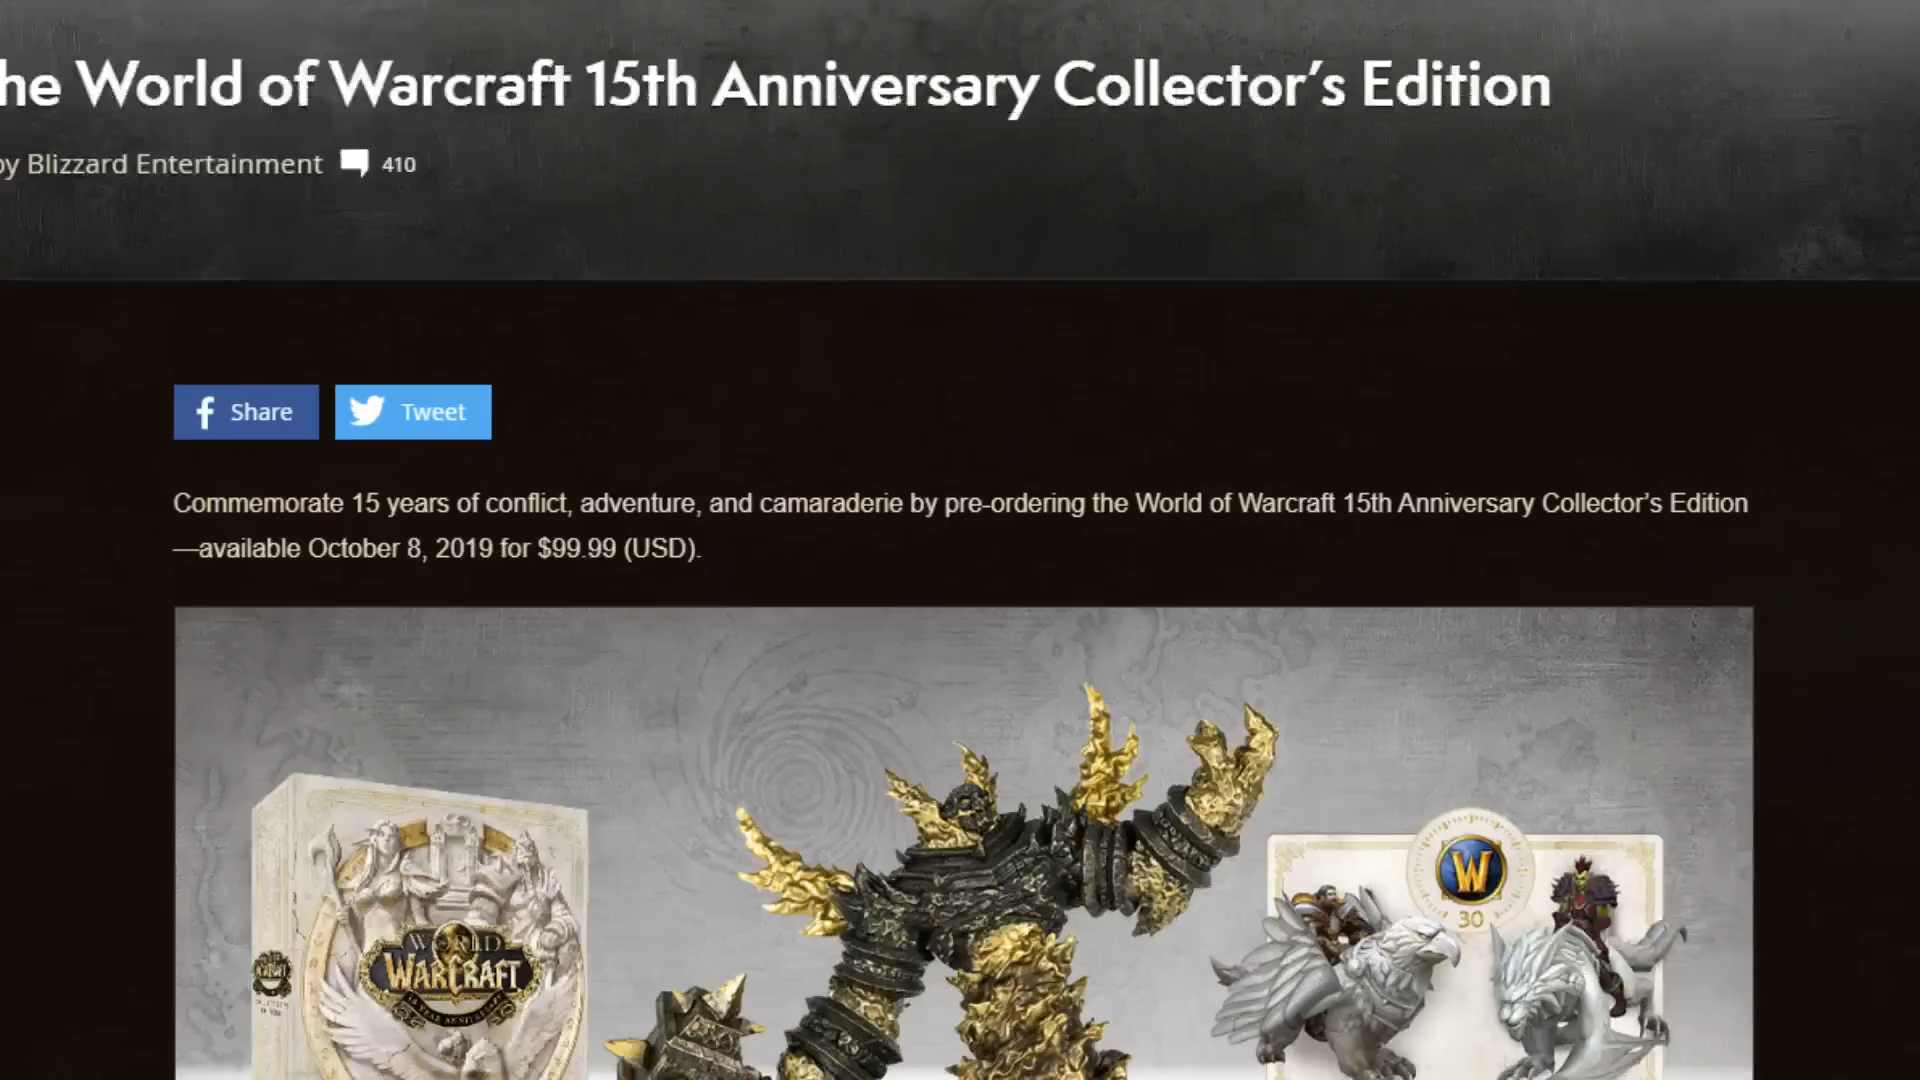 he World of Warcraft 15th Anniversary Collector's Edition
by Blizzard Entertainment 410
Share Tweet
Commemorate 15 years of conflict, adventure, and camaraderie by pre-ordering the World of Warcraft 15th Anniversary Collector's Edition
—available October 8, 2019 for $99.99 (USD).
W
30
WORLD
WARCRAFT